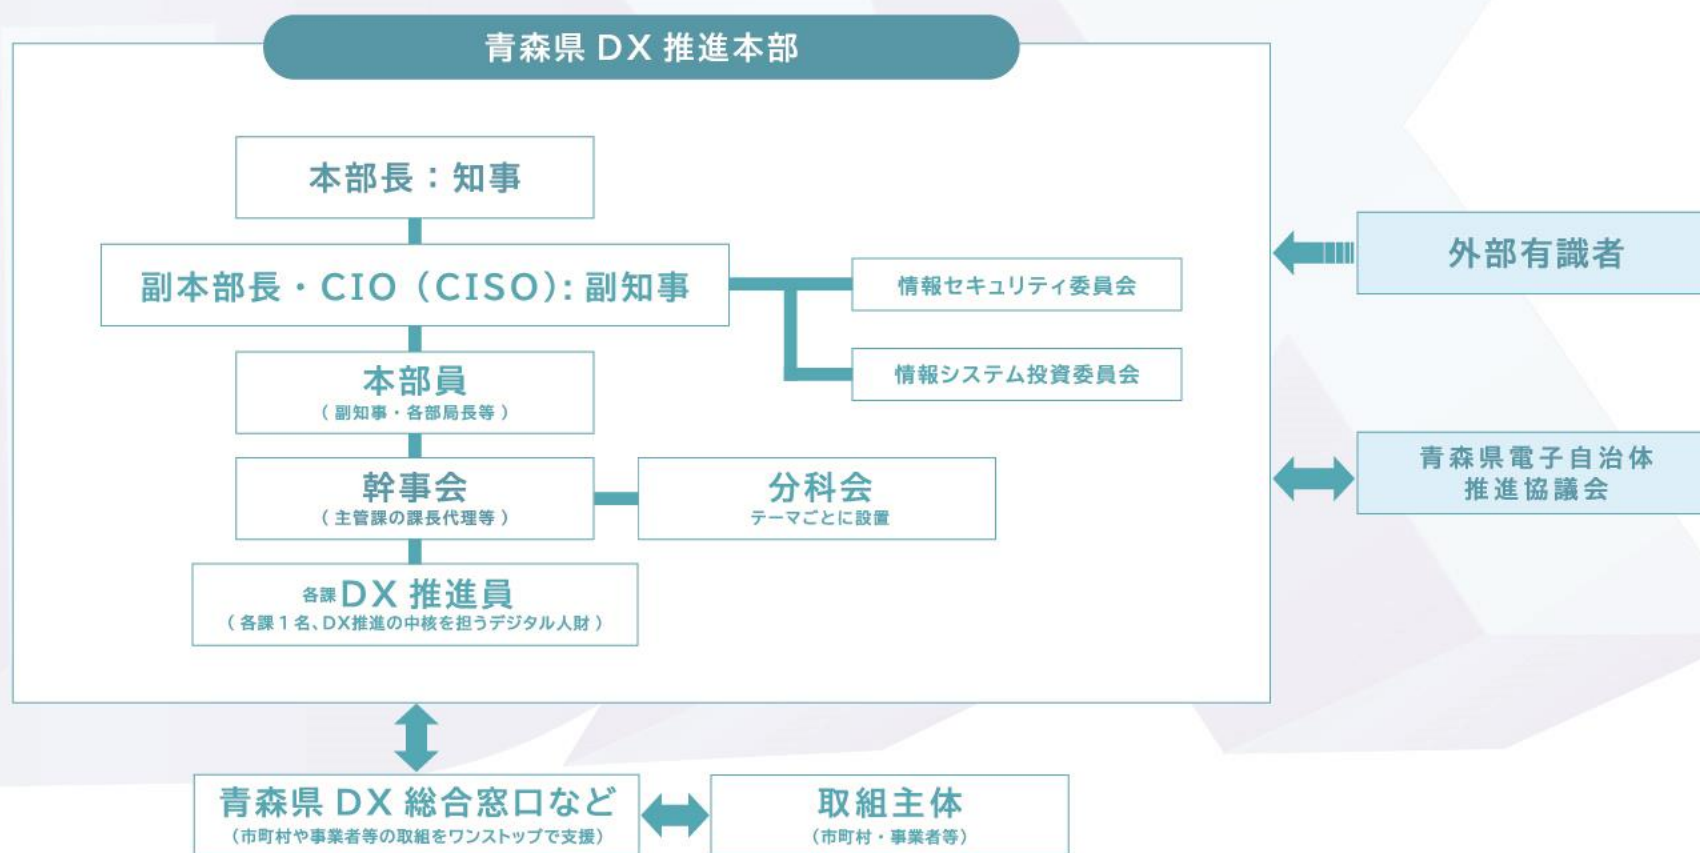 青森県 DX 推進本部
本部長：知事
副本部長・CIO（CISO）：副知事
情報セキュリティ委員会
情報システム投資委員会
本部員
（副知事・各部局長等）
幹事会
（主管課の課長代理等）
分科会
テーマごとに設置
各課DX 推進員
（各課１名、DX推進の中核を担うデジタル人財）
外部有識者
青森県電子自治体
推進協議会
青森県 DX 総合窓口など
（市町村や事業者等の取組をワンストップで支援）
取組主体
（市町村・事業者等）